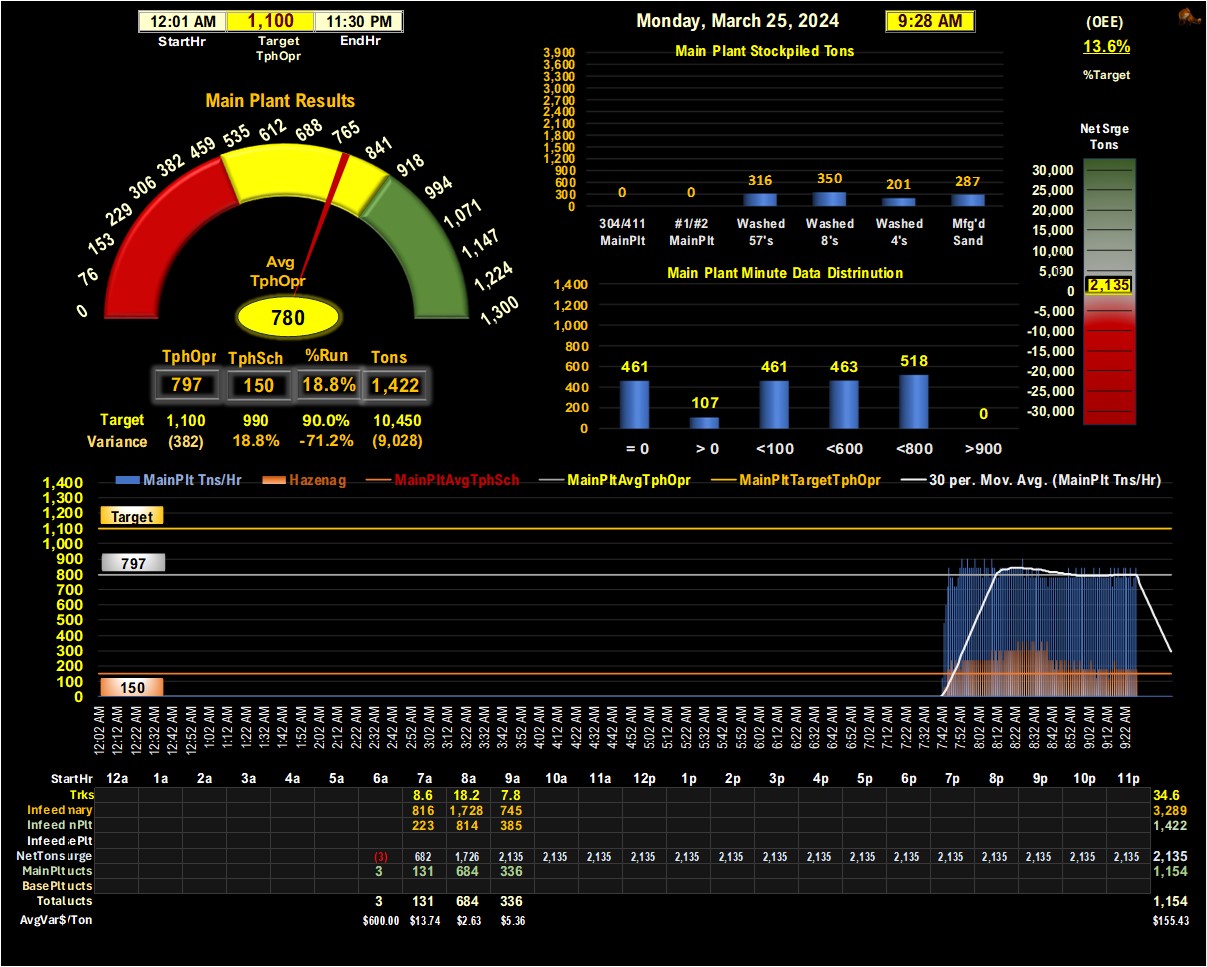 12:01 AM 1,100 11:30 PM
StartHr Target TphOpr EndHr
Monday, March 25, 2024 9:28 AM
(OEE)
13.6%
%Target
Main Plant Results
0 76 153 229 306 382 459 535 612 688 765 841 918 994 1,071 1,147 1,224 1,300
Avg
TphOpr
780
TphOpr TphSch %Run Tons
797 150 18.8% 1,422
Target 1,100 990 90.0% 10,450
Variance (382) 18.8% -71.2% (9,028)
Main Plant Stockpiled Tons
3,900
3,600
3,300
3,000
2,700
2,400
2,100
1,800
1,500
1,200
900
600
300
0
0 0 316 350 201 287
304/411 #1/#2 Washed Washed Washed Mfg'd
MainPlt MainPlt 57's 8's 4's Sand
Main Plant Minute Data Distrinution
1,400
1,200
1,000
800
600
400
200
0
461 107 461 463 518 0
= 0 > 0 <100 <600 <800 >900
Net Srge
Tons
30,000
25,000
20,000
15,000
10,000
5,000
0
-5,000
-10,000
-15,000
-20,000
-25,000
-30,000
2,135
MainPlt Tns/Hr Hazenag MainPltAvgTphSch MainPltAvgTphOpr MainPltTargetTphOpr 30 per. Mov. Avg. (MainPlt Tns/Hr)
1,400
1,300
1,200
1,100
1,000
900
800
700
600
500
400
300
200
100
0
Target
797
150
12:02 AM 12:12 AM 12:22 AM 12:32 AM 12:42 AM 12:52 AM 1:02 AM 1:12 AM 1:22 AM 1:32 AM 1:42 AM 1:52 AM 2:02 AM 2:12 AM 2:22 AM 2:32 AM 2:42 AM 2:52 AM 3:02 AM 3:12 AM 3:22 AM 3:32 AM 3:42 AM 3:52 AM 4:02 AM 4:12 AM 4:22 AM 4:32 AM 4:42 AM 4:52 AM 5:02 AM 5:12 AM 5:22 AM 5:32 AM 5:42 AM 5:52 AM 6:02 AM 6:12 AM 6:22 AM 6:32 AM 6:42 AM 6:52 AM 7:02 AM 7:12 AM 7:22 AM 7:32 AM 7:42 AM 7:52 AM 8:02 AM 8:12 AM 8:22 AM 8:32 AM 8:42 AM 8:52 AM 9:02 AM 9:12 AM 9:22 AM
StartHr 12a 1a 2a 3a 4a 5a 6a 7a 8a 9a 10a 11a 12p 1p 2p 3p 4p 5p 6p 7p 8p 9p 10p 11p
Trks 8.6 18.2 7.8 34.6
Infeed nary 816 1,728 745 3,289
Infeed nPlt 223 814 385 1,422
Infeed ePlt
NetTons urge (3) 682 1,726 2,135 2,135 2,135 2,135 2,135 2,135 2,135 2,135 2,135 2,135 2,135 2,135 2,135 2,135 2,135 2,135
MainPlt ucts 3 131 684 336 1,154
BasePlt ucts
Total ucts 3 131 684 336 1,154
AvgVar$/Ton $600.00 $13.74 $2.63 $5.36 $155.43